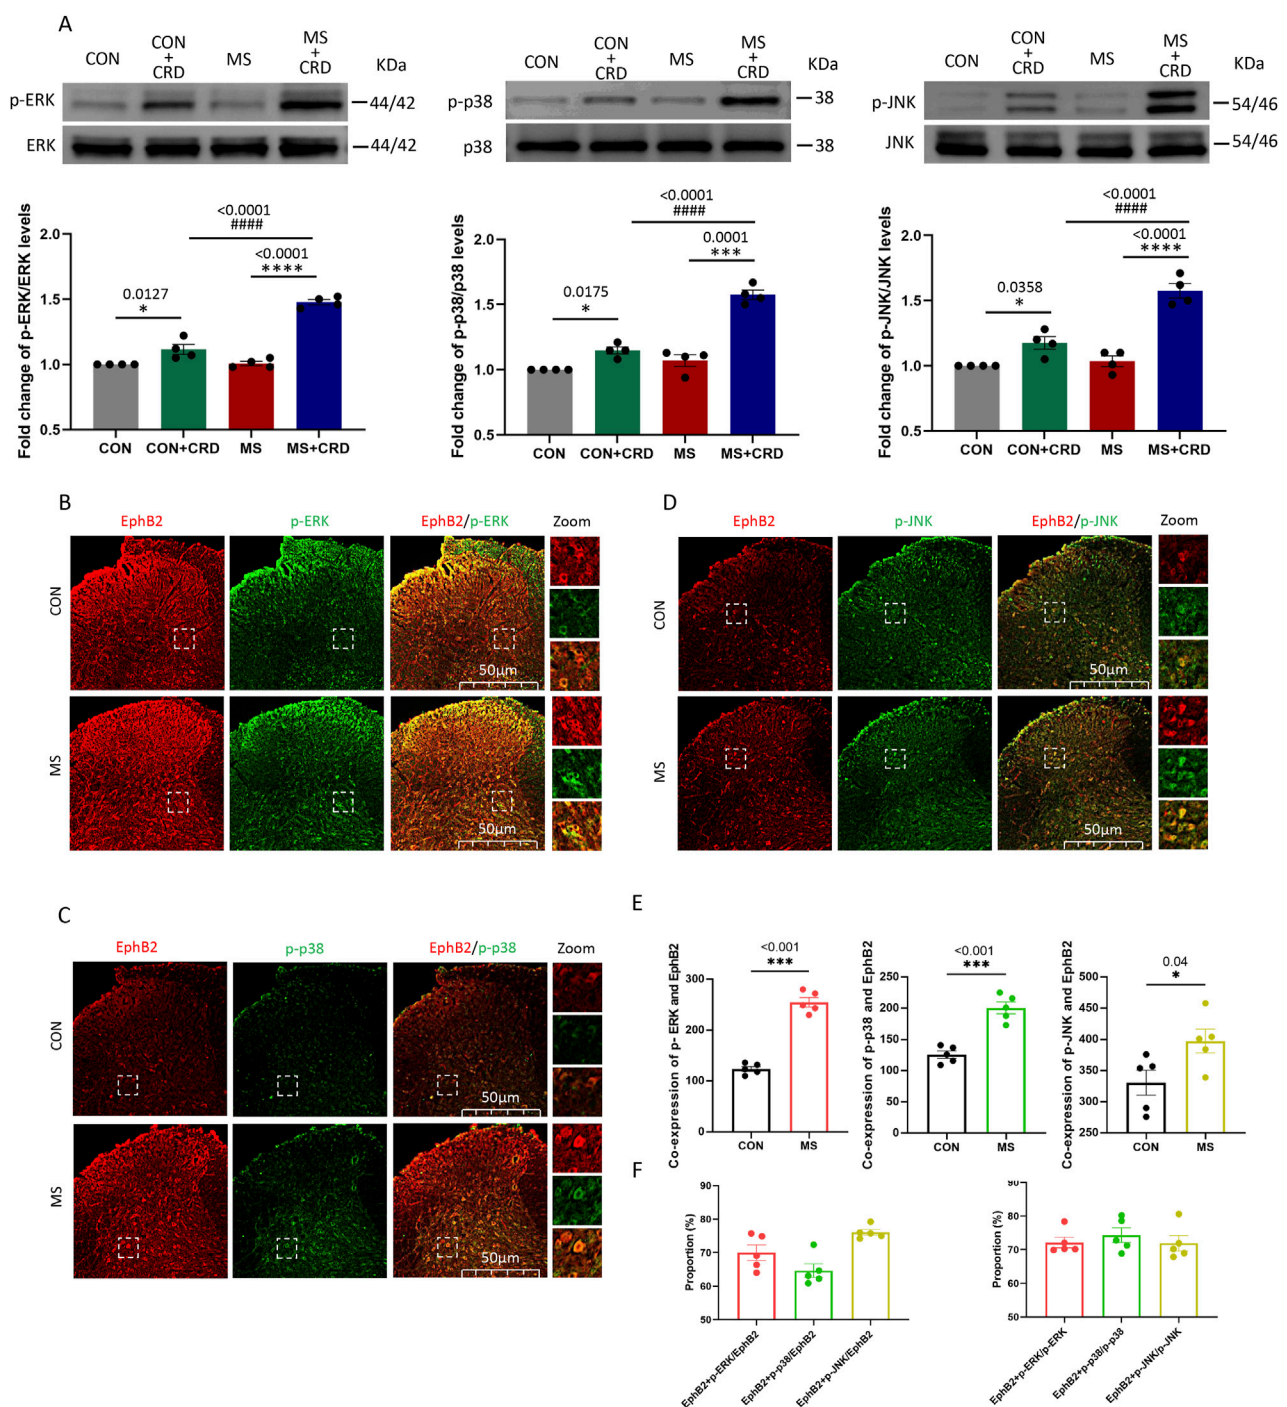 A
CON
CON
+
CRD
MS
MS
+
CRD
KDa
p-ERK
44/42
ERK
44/42
CON
CON
+
CRD
MS
MS
+
CRD
KDa
p-p38
38
p38
38
CON
CON
+
CRD
MS
MS
+
CRD
KDa
p-JNK
54/46
JNK
54/46
Fold change of p-ERK/ERK levels
2.0
1.5
1.0
0.5
0.0127
*
<0.0001
####
<0.0001
****
CON
CON+CRD
MS
MS+CRD
Fold change of p-p38/p38 levels
2.0
1.5
1.0
0.5
0.0175
*
<0.0001
####
0.0001
***
CON
CON+CRD
MS
MS+CRD
Fold change of p-JNK/JNK levels
2.0
1.5
1.0
0.5
0.0358
*
<0.0001
####
<0.0001
****
CON
CON+CRD
MS
MS+CRD
B
EphB2
p-ERK
EphB2/p-ERK
Zoom
CON
50μm
MS
50μm
D
EphB2
p-JNK
EphB2/p-JNK
Zoom
CON
50μm
MS
50μm
C
EphB2
p-p38
EphB2/p-p38
Zoom
CON
50μm
MS
50μm
E
Co-expression of p- ERK and EphB2
300
200
100
0
<0.001
***
CON
MS
Co-expression of p-p38 and EphB2
250
200
150
100
50
0
<0.001
***
CON
MS
Co-expression of p-JNK and EphB2
500
450
400
350
300
250
0.04
*
CON
MS
F
Proportion (%)
90
80
70
60
50
EphB2+p-ERK/EphB2
EphB2+p-p38/EphB2
EphB2+p-JNK/EphB2
Proportion (%)
90
80
70
60
50
EphB2+p-ERK/p-ERK
EphB2+p-p38/p-p38
EphB2+p-JNK/p-JNK